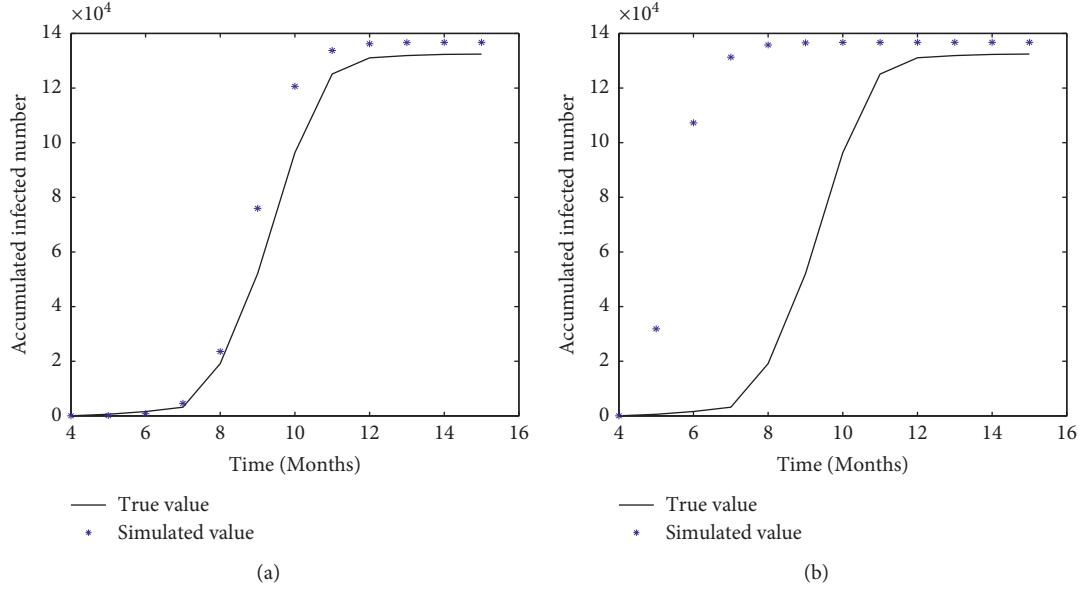 ×10⁴
14
12
10
8
6
4
2
0
Accumulated infected number
4 6 8 10 12 14 16
Time (Months)
True value
Simulated value
(a)
×10⁴
14
12
10
8
6
4
2
0
Accumulated infected number
4 6 8 10 12 14 16
Time (Months)
True value
Simulated value
(b)